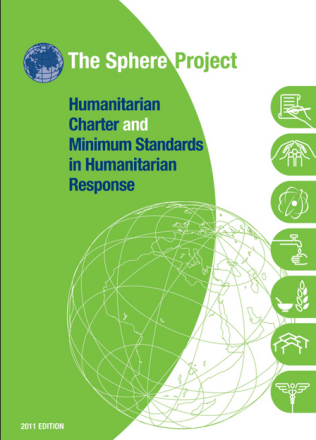 The Sphere Project
Humanitarian
Charter and
Minimum Standards
in Humanitarian
Response
2011 EDITION